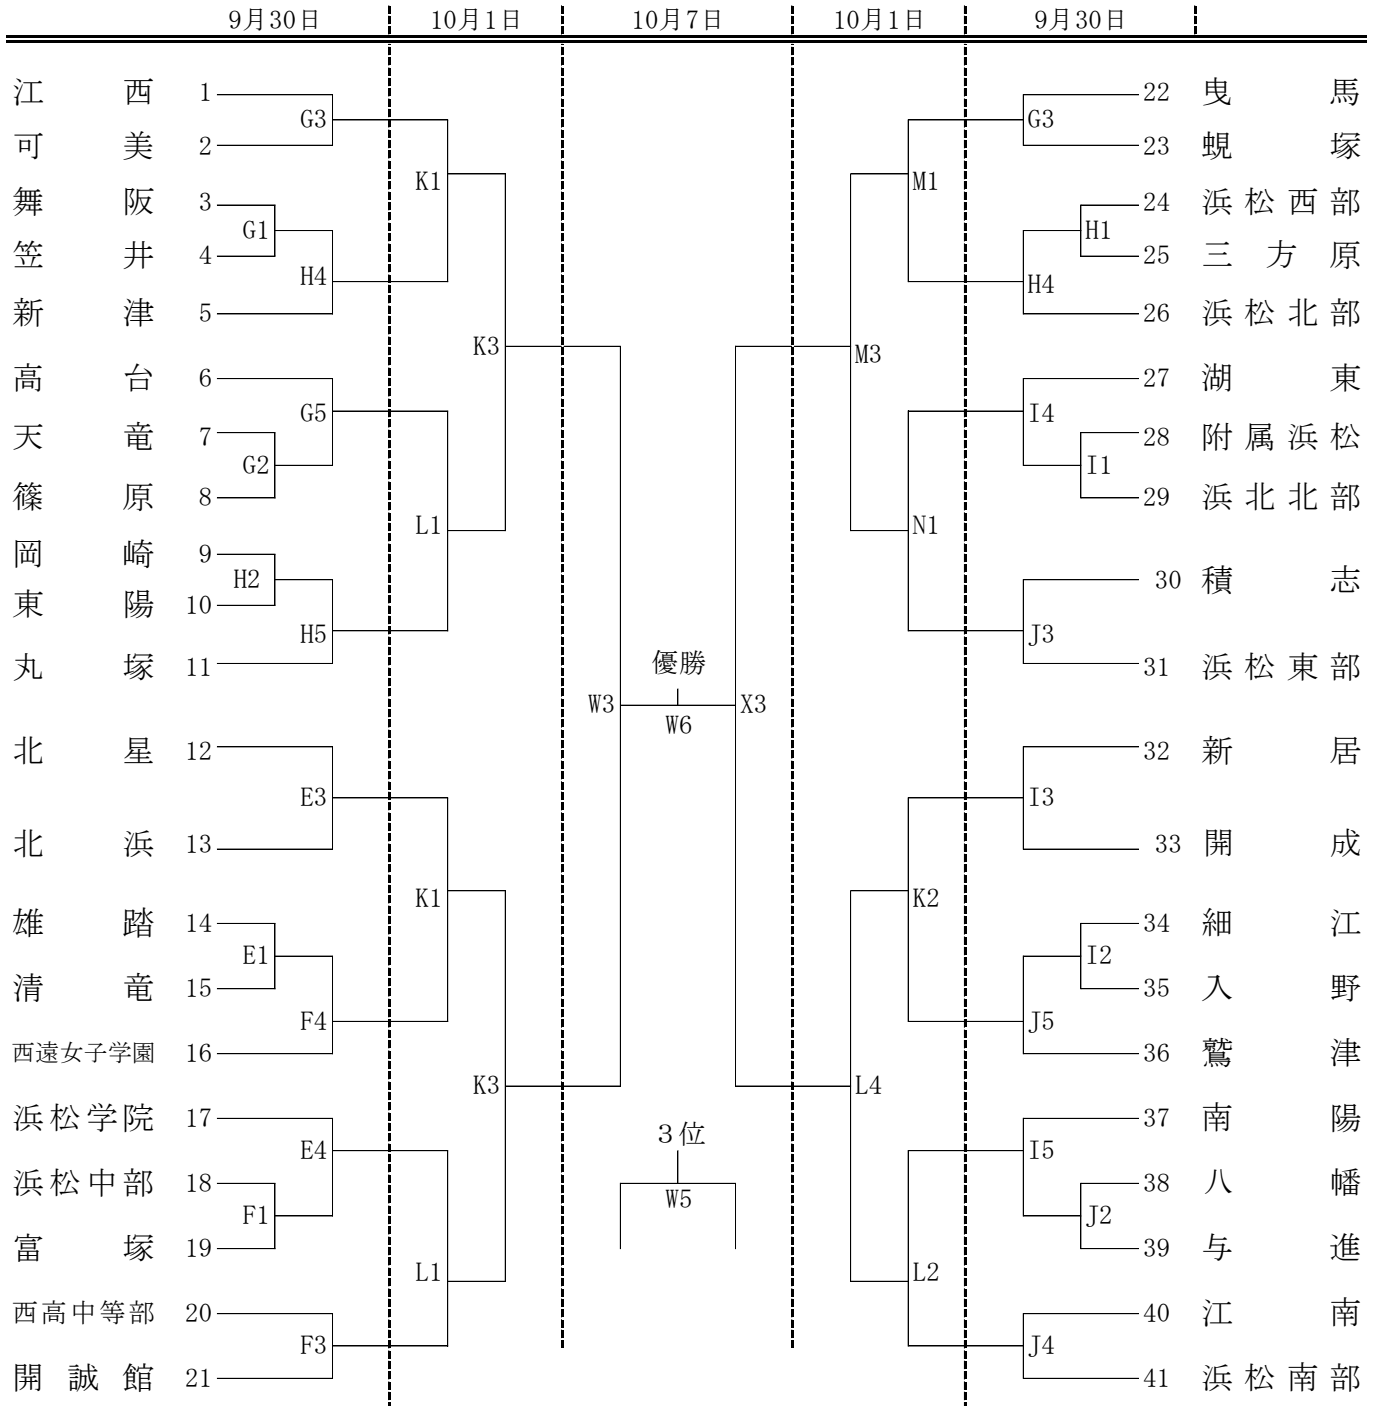 9月30日 10月1日 10月7日 10月1日 9月30日
江西 1 22 曳馬
G3 G3
可美 2 23 蜆塚
K1 M1
舞阪 3 24 浜松西部
G1 H1
笠井 4 25 三方原
H4 H4
新津 5 26 浜松北部
K3 M3
高台 6 27 湖東
G5 I4
天竜 7 28 附属浜松
G2 I1
篠原 8 29 浜北北部
L1 N1
岡崎 9 30 積志
H2
東陽 10
H5 J3
丸塚 11 優勝 31 浜松東部
W3 W6 X3
北星 12 32 新居
E3 I3
北浜 13 33 開成
K1 K2
雄踏 14 34 細江
E1 I2
清竜 15 35 入野
F4 J5
西遠女子学園 16 36 鷲津
K3 L4
浜松学院 17 3位 37 南陽
E4 I5
浜松中部 18 W5 38 八幡
F1 J2
富塚 19 39 与進
L1 L2
西高中等部 20 40 江南
F3 J4
開誠館 21 41 浜松南部